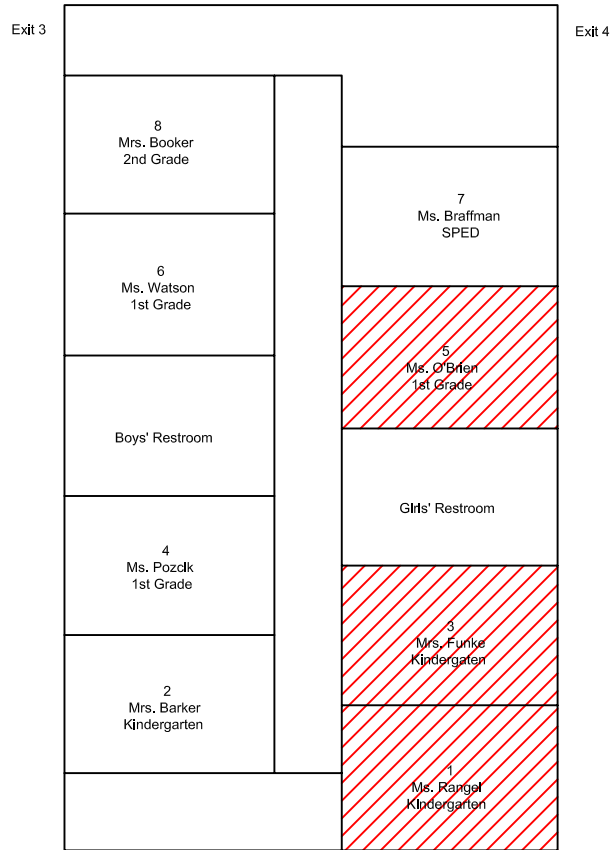 Exit 3
Exit 4
8
Mrs. Booker
2nd Grade
7
Ms. Braffman
SPED
6
Ms. Watson
1st Grade
5
Ms. O'Brien
1st Grade
Boys' Restroom
Girls' Restroom
4
Ms. Pozcik
1st Grade
3
Mrs. Funke
Kindergaten
2
Mrs. Barker
Kindergarten
1
Ms. Rangel
Kindergarten